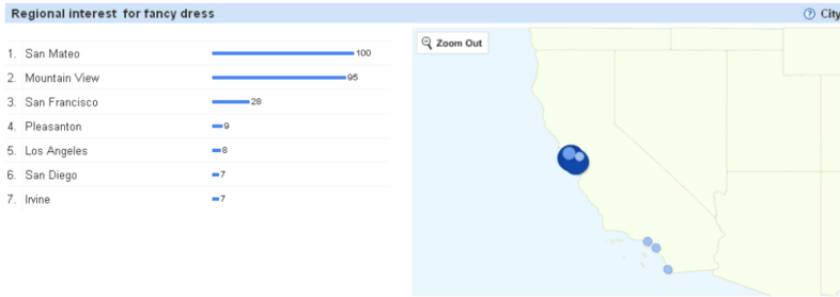 Regional interest for fancy dress
? City
Zoom Out
1. San Mateo 100
2. Mountain View 95
3. San Francisco 28
4. Pleasanton 9
5. Los Angeles 8
6. San Diego 7
7. Irvine 7